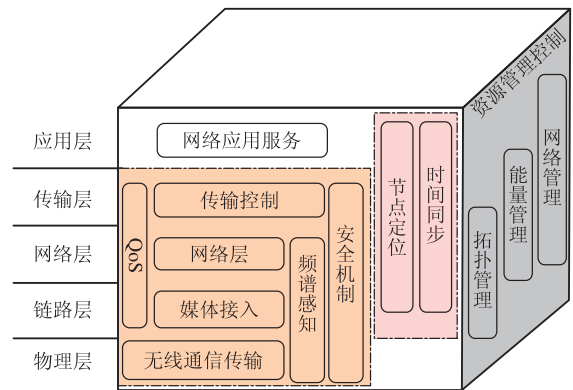 资源管理控制
应用层
网络应用服务
传输层
传输控制
网络层
网络层
链路层
媒体接入
物理层
无线通信传输
QoS
频谱感知
安全机制
节点定位
时间同步
拓扑管理
能量管理
网络管理